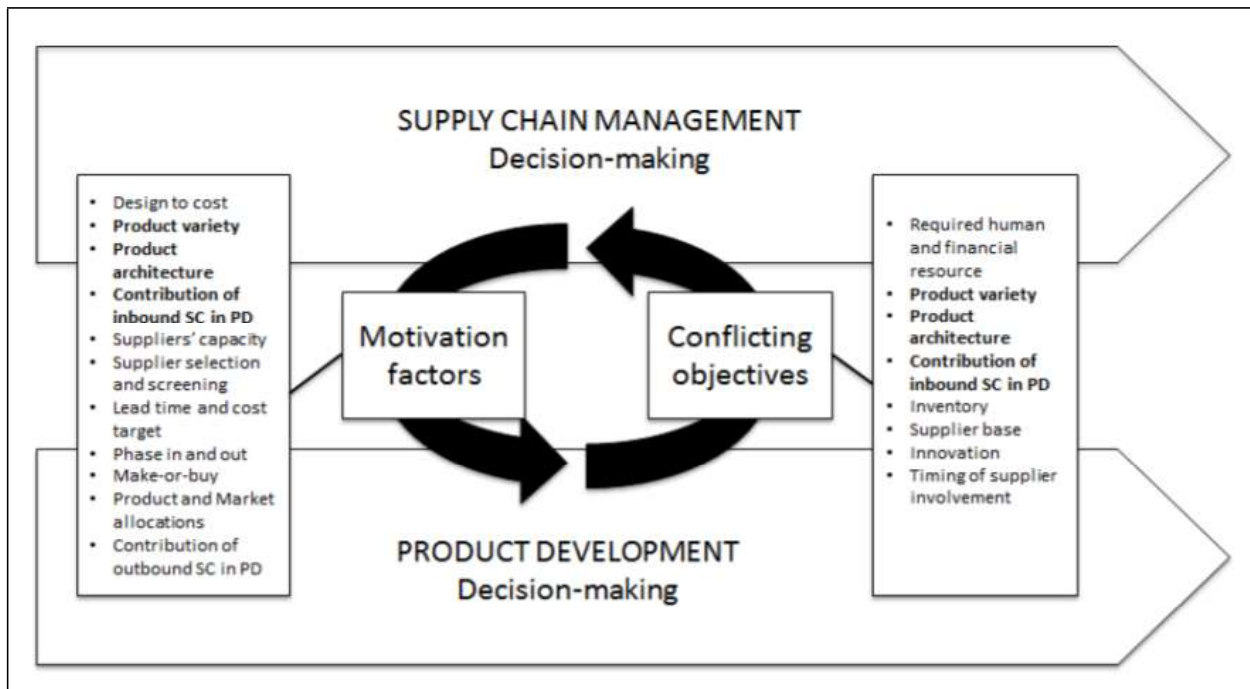 SUPPLY CHAIN MANAGEMENT
Decision-making
• Design to cost
• Product variety
• Product
architecture
• Contribution of
inbound SC in PD
• Suppliers' capacity
• Supplier selection
and screening
• Lead time and cost
target
• Phase in and out
• Make-or-buy
• Product and Market
allocations
• Contribution of
outbound SC in PD
Motivation
factors
Conflicting
objectives
• Required human
and financial
resource
• Product variety
• Product
architecture
• Contribution of
inbound SC in PD
• Inventory
• Supplier base
• Innovation
• Timing of supplier
involvement
PRODUCT DEVELOPMENT
Decision-making